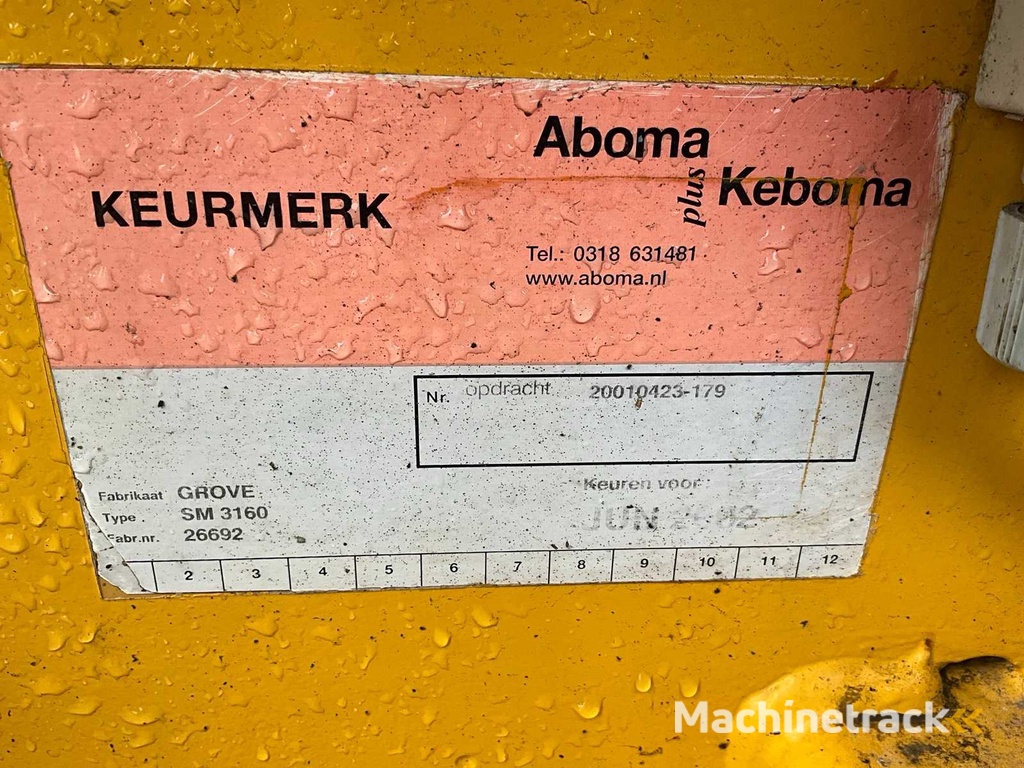 Aboma
plus Keboma
KEURMERK
Tel.: 0318 631481
www.aboma.nl
Nr. opdracht 20010423-179
Keuren voor:
JUN
Fabrikaat GROVE
Type . SM 3160
Fabr.nr. 26692
2 3 4 5 6 7 8 9 10 11 12
Machinetrack